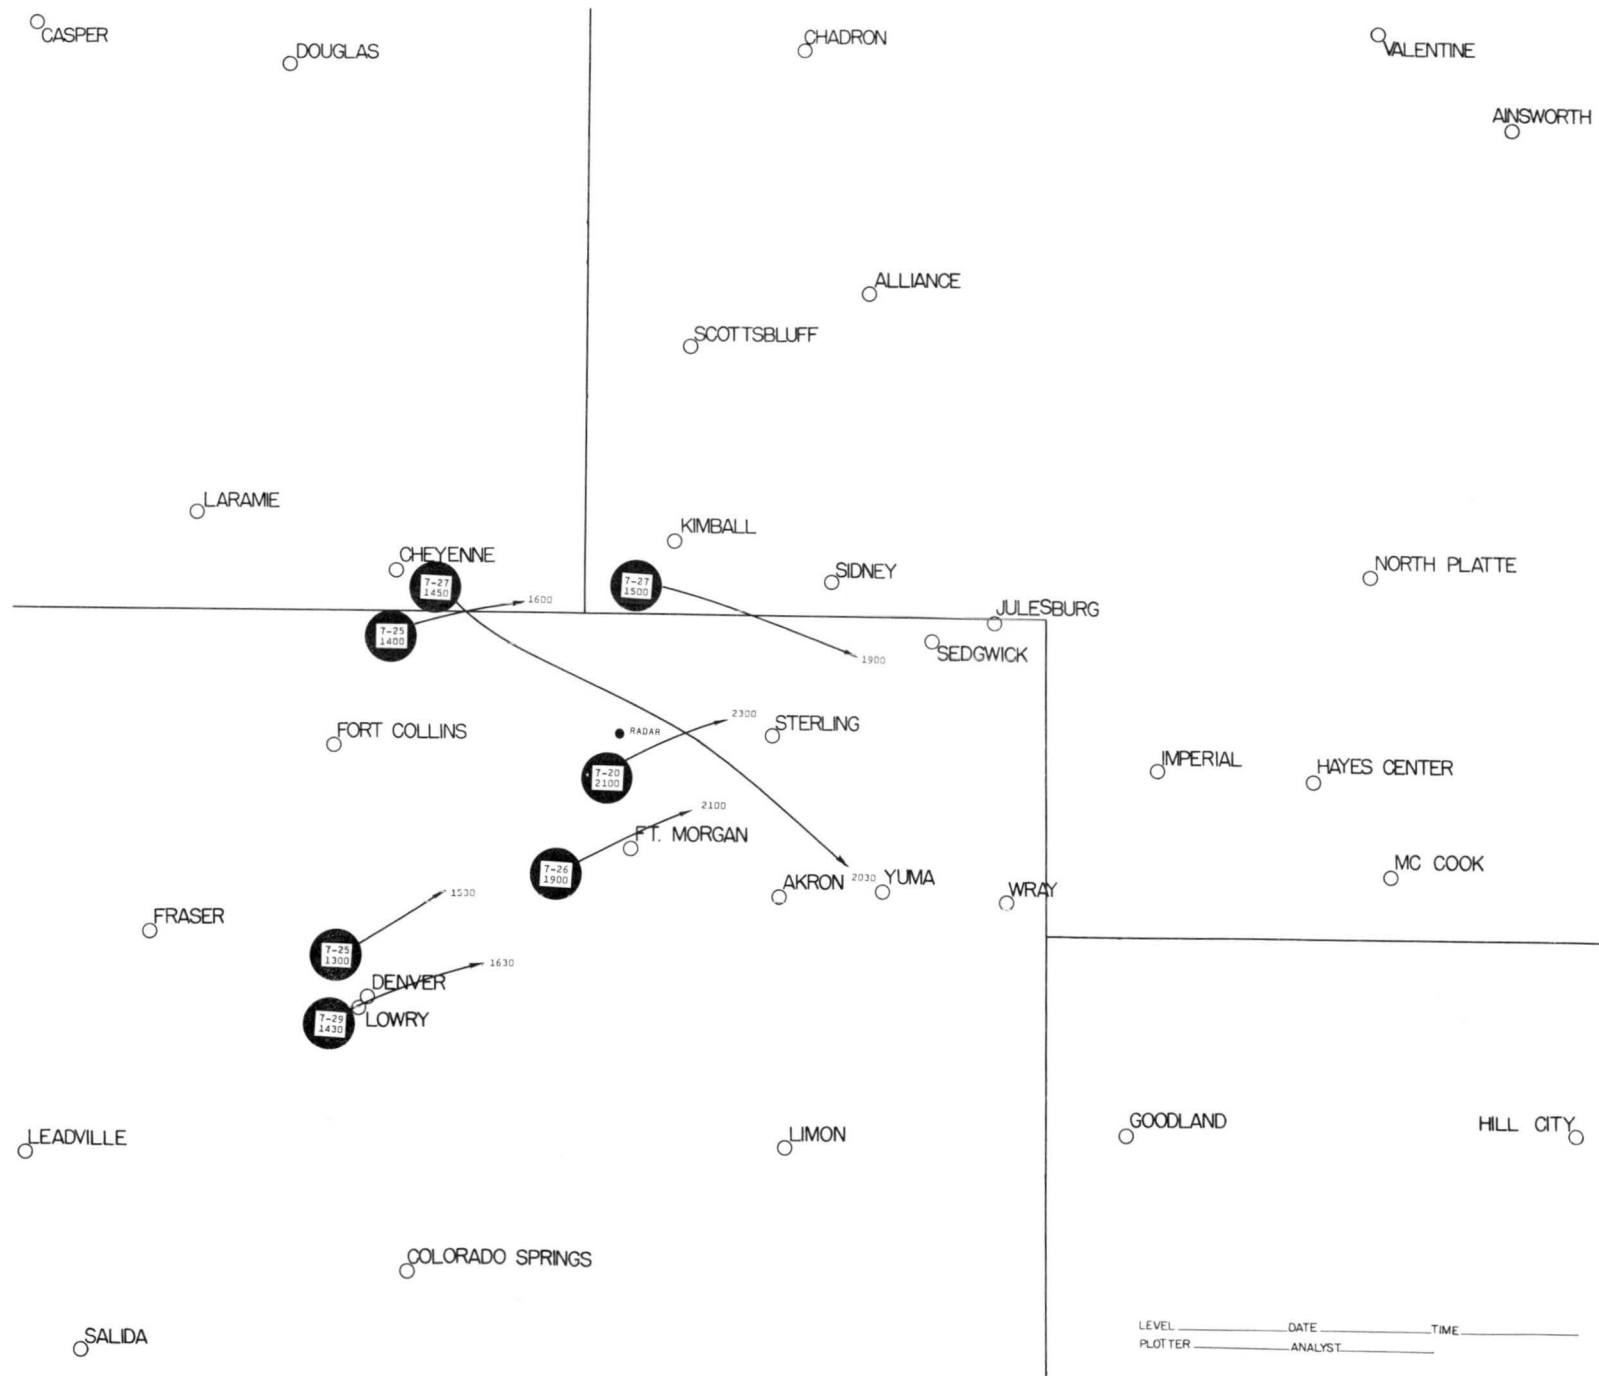 CASPER
DOUGLAS
CHADRON
VALENTINE
AINSWORTH
ALLIANCE
SCOTTSBLUFF
LARAMIE
KIMBALL
CHEYENNE
SIDNEY
NORTH PLATTE
7-27
1450
7-27
1500
1600
JULESBURG
7-25
1400
SEDGWICK
1900
2300
STERLING
FORT COLLINS
RADAR
IMPERIAL
HAYES CENTER
7-20
2100
2100
FT. MORGAN
MC COOK
7-26
1900
AKRON
2030
YUMA
WRAY
1500
FRASER
7-25
1300
1630
DENVER
LOWRY
7-29
1430
GOODLAND
HILL CITY
LEADVILLE
LIMON
COLORADO SPRINGS
SALIDA
LEVEL DATE TIME
PLOTTER ANALYST